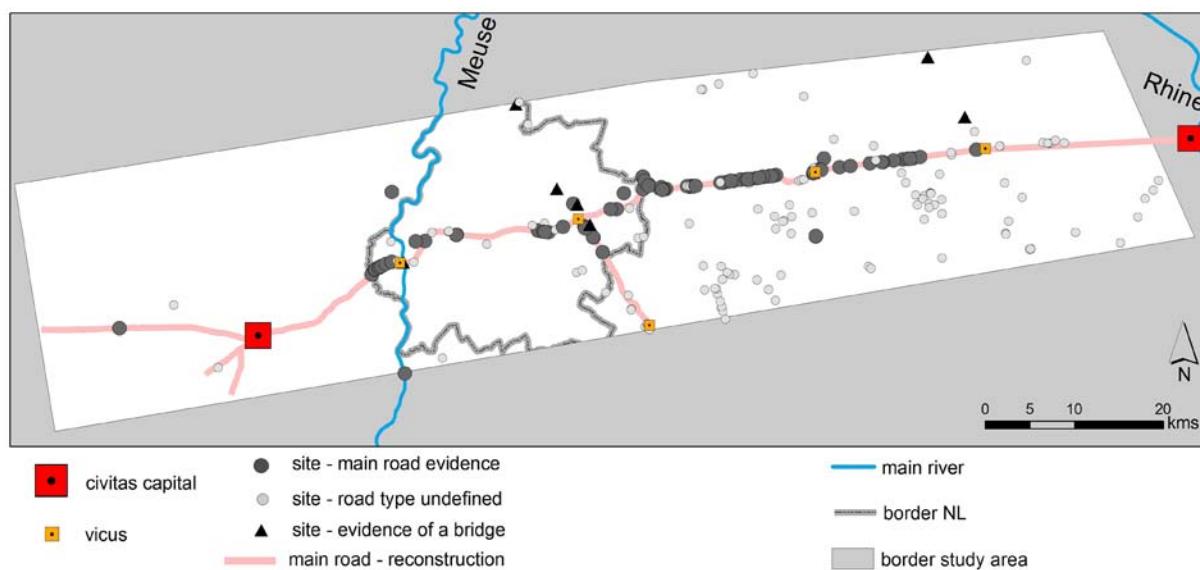 Meuse
Rhine
N
0 5 10 20
kms
civitas capital
vicus
site - main road evidence
site - road type undefined
site - evidence of a bridge
main road - reconstruction
main river
border NL
border study area